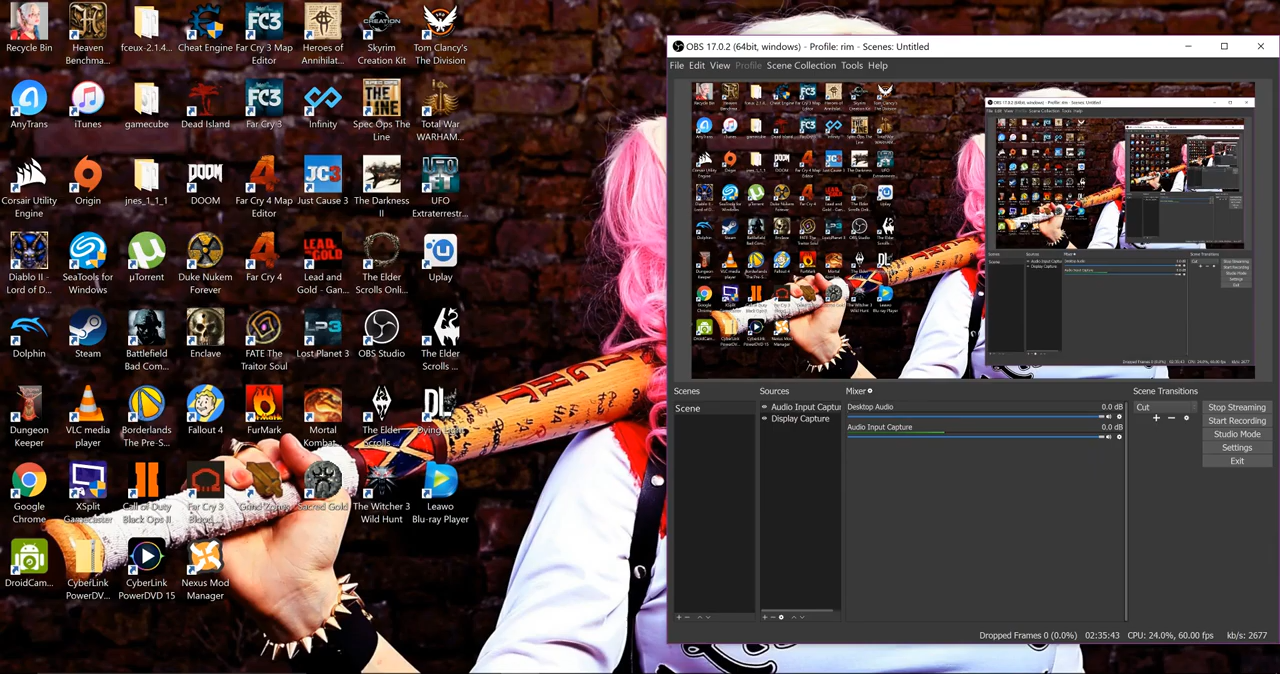 Recycle Bin
Heaven
Benchma...
fceux-2.1.4...
Cheat Engine
Far Cry 3 Map
Editor
Heroes of
Annihilat...
Skyrim
Creation Kit
Tom Clancy's
The Division
AnyTrans
iTunes
gamecube
Dead Island
Far Cry 3
Infinity
Spec Ops The
Line
Total War
WARHAM...
Corsair Utility
Engine
Origin
jnes_1_1_1
DOOM
Far Cry 4 Map
Editor
Just Cause 3
The Darkness
II
UFO
Extraterrestr...
Diablo II -
Lord of D...
SeaTools for
Windows
µTorrent
Duke Nukem
Forever
Far Cry 4
Lead and
Gold - Gan...
The Elder
Scrolls Onli...
Uplay
Dolphin
Steam
Battlefield
Bad Com...
Enclave
FATE The
Traitor Soul
Lost Planet 3
OBS Studio
The Elder
Scrolls ...
Dungeon
Keeper
VLC media
player
Borderlands
The Pre-S...
Fallout 4
FurMark
Mortal
Kombat...
The Elder
Scrolls ...
Dying Light
Google
Chrome
XSplit
Gamecaster
Call of Duty
Black Ops II
Far Cry 3
Blood...
Sacred Gold
The Witcher 3
Wild Hunt
Leawo
Blu-ray Player
DroidCam...
CyberLink
PowerDV...
CyberLink
PowerDVD 15
Nexus Mod
Manager
OBS 17.0.2 (64bit, windows) - Profile: rim - Scenes: Untitled
File Edit View Profile Scene Collection Tools Help
Scenes
Scene
Sources
Audio Input Captur
Display Capture
Mixer
Desktop Audio 0.0 dB
Audio Input Capture 0.0 dB
Scene Transitions
Cut
Stop Streaming
Start Recording
Studio Mode
Settings
Exit
Dropped Frames 0 (0.0%) 02:35:43 CPU: 24.0%, 60.00 fps kb/s: 2677